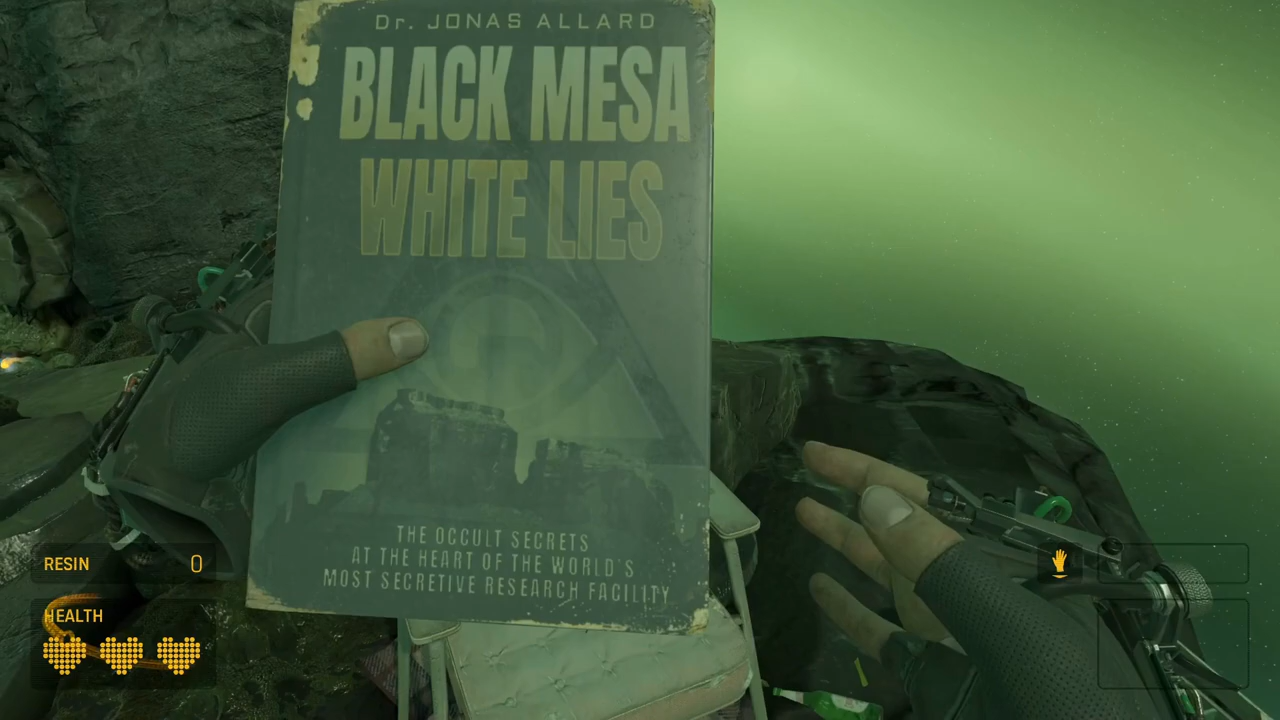 Dr. JONAS ALLARD
BLACK MESA
WHITE LIES
THE OCCULT SECRETS
AT THE HEART OF THE WORLD'S
MOST SECRETIVE RESEARCH FACILITY
RESIN 0
HEALTH